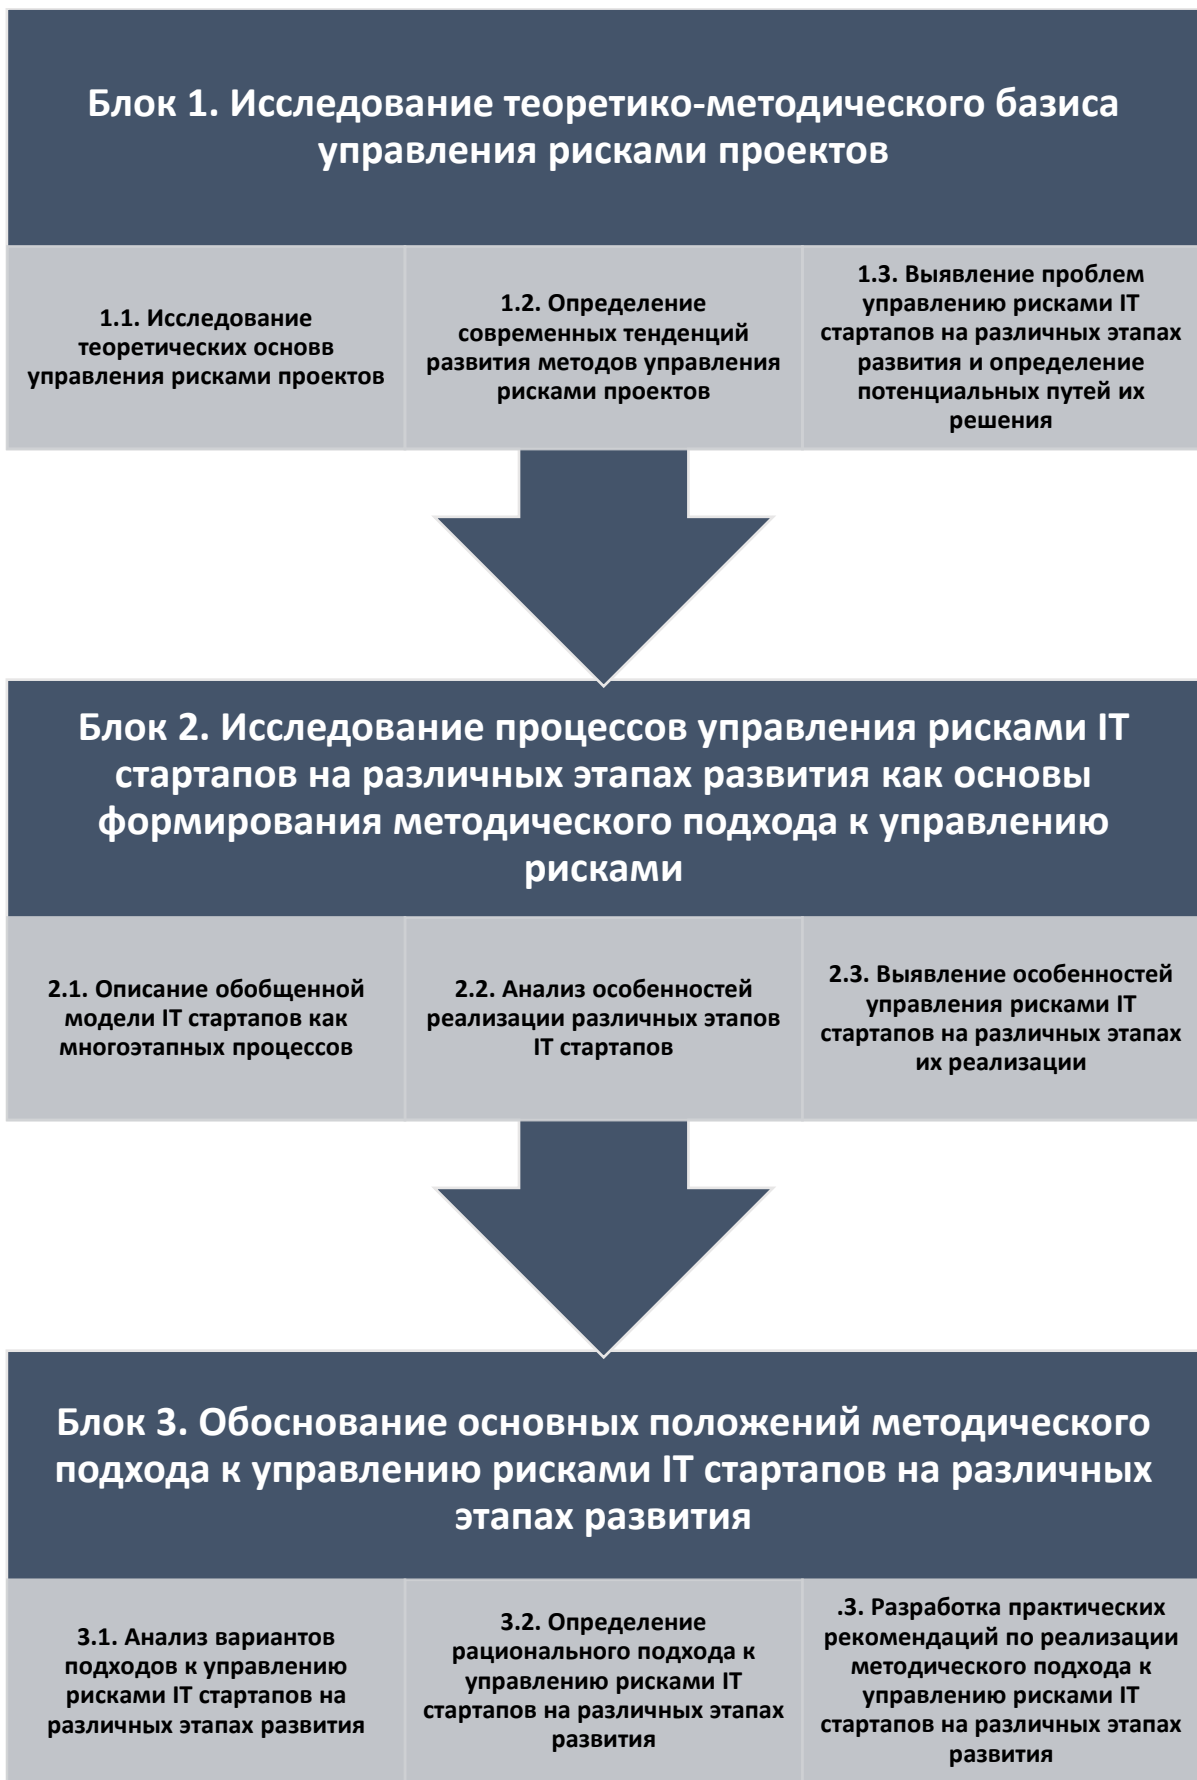 Блок 1. Исследование теоретико-методического базиса
управления рисками проектов
1.1. Исследование
теоретических основв
управления рисками проектов
1.2. Определение
современных тенденций
развития методов управления
рисками проектов
1.3. Выявление проблем
управлению рисками IT
стартапов на различных этапах
развития и определение
потенциальных путей их
решения
Блок 2. Исследование процессов управления рисками IT
стартапов на различных этапах развития как основы
формирования методического подхода к управлению
рисками
2.1. Описание обобщенной
модели IT стартапов как
многоэтапных процессов
2.2. Анализ особенностей
реализации различных этапов
IT стартапов
2.3. Выявление особенностей
управления рисками IT
стартапов на различных этапах
их реализации
Блок 3. Обоснование основных положений методического
подхода к управлению рисками IT стартапов на различных
этапах развития
3.1. Анализ вариантов
подходов к управлению
рисками IT стартапов на
различных этапах развития
3.2. Определение
рационального подхода к
управлению рисками IT
стартапов на различных этапах
развития
.3. Разработка практических
рекомендаций по реализации
методического подхода к
управлению рисками IT
стартапов на различных этапах
развития